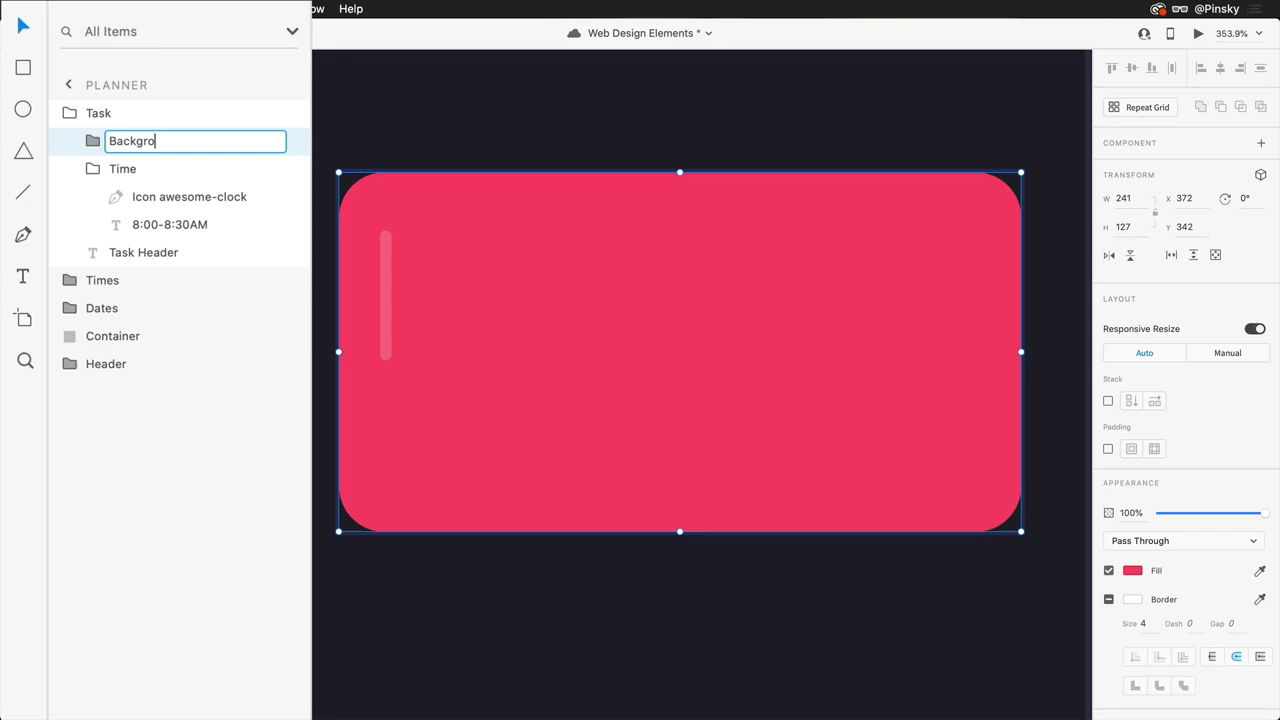 ow Help @Pinsky
All Items
Web Design Elements * 353.9%
PLANNER
Task
Backgro
Time
Icon awesome-clock
8:00-8:30AM
Task Header
Times
Dates
Container
Header
Repeat Grid
COMPONENT
TRANSFORM
W 241 X 372 0°
H 127 Y 342
LAYOUT
Responsive Resize
Auto Manual
Stack
Padding
APPEARANCE
100%
Pass Through
Fill
Border
Size 4 Dash 0 Gap 0